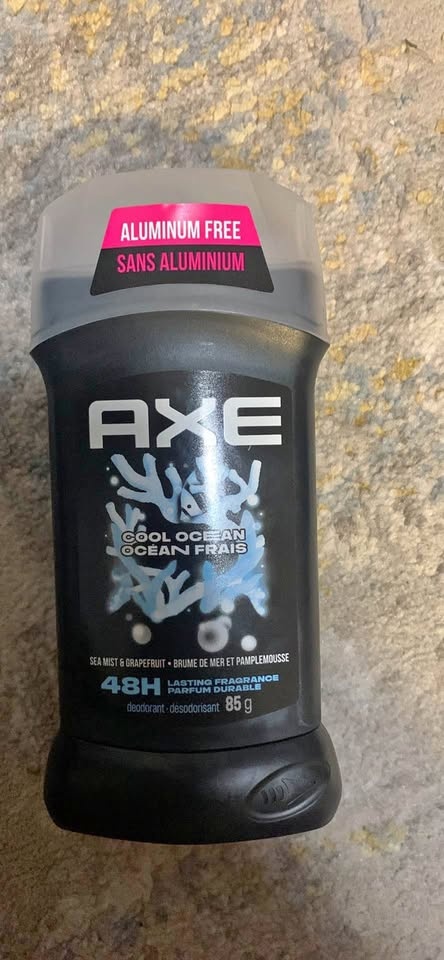 ALUMINUM FREE
SANS ALUMINIUM
AXE
COOL OCEAN
OCÉAN FRAIS
SEA MIST & GRAPEFRUIT • BRUME DE MER ET PAMPLEMOUSSE
48H LASTING FRAGRANCE
PARFUM DURABLE
deodorant · désodorisant 85 g